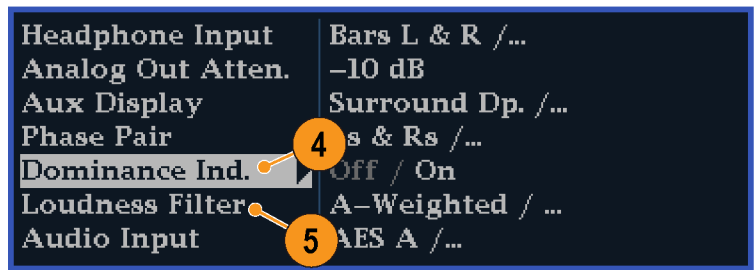 Headphone Input Bars L & R /...
Analog Out Atten. –10 dB
Aux Display Surround Dp. /...
Phase Pair s & Rs /...
4
Dominance Ind. Off / On
Loudness Filter A–Weighted / ...
5
Audio Input AES A /...